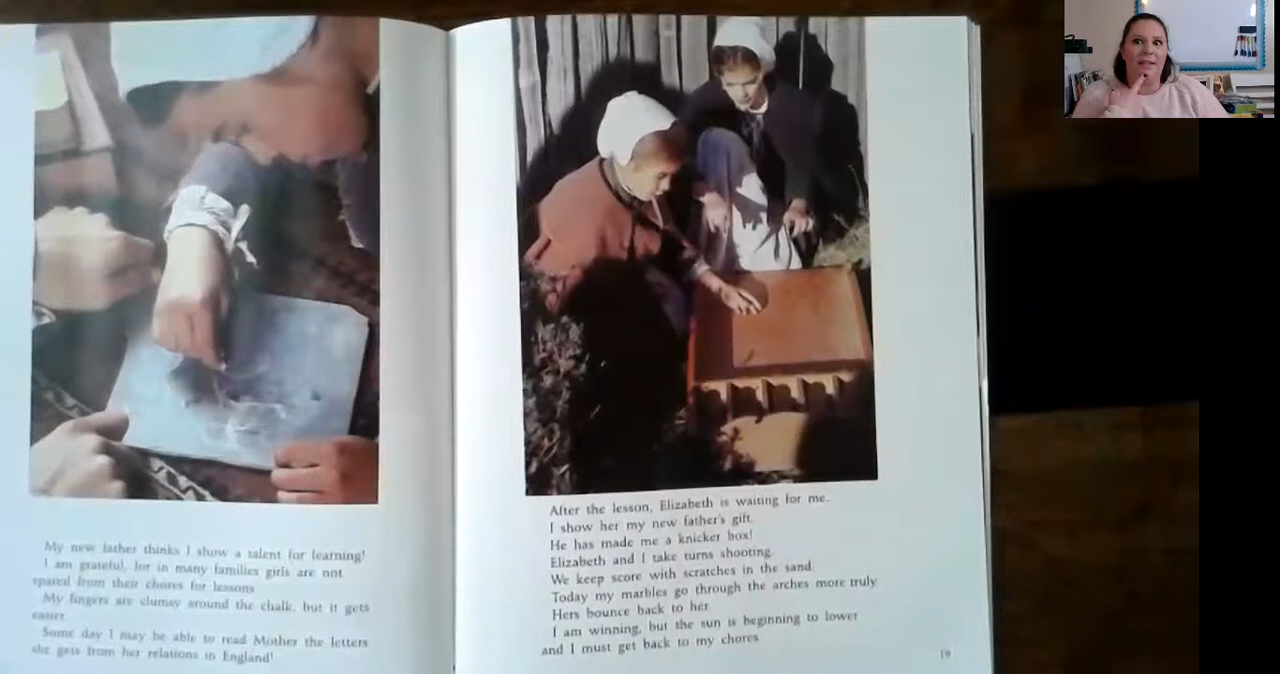 My new father thinks I show a talent for learning!
I am grateful, for in many families girls are not
spared from their chores for lessons.
My fingers are clumsy around the chalk, but it gets
easier.
Some day I may be able to read Mother the letters
she gets from her relations in England!
After the lesson, Elizabeth is waiting for me.
I show her my new father's gift.
He has made me a knicker box!
Elizabeth and I take turns shooting.
We keep score with scratches in the sand.
Today my marbles go through the arches more truly.
Hers bounce back to her.
I am winning, but the sun is beginning to lower
and I must get back to my chores.
19